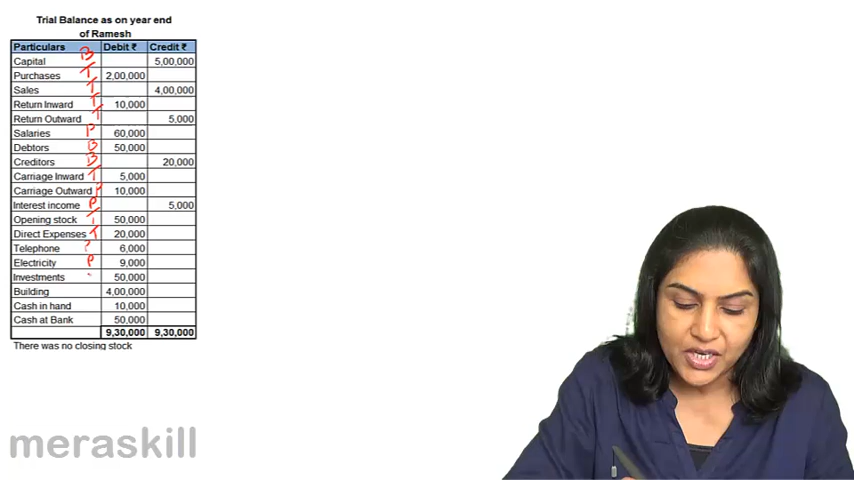 Trial Balance as on year end
of Ramesh
Particulars Debit ₹ Credit ₹
Capital B 5,00,000
Purchases T 2,00,000
Sales T 4,00,000
Return Inward T 10,000
Return Outward T 5,000
Salaries P 60,000
Debtors B 50,000
Creditors B 20,000
Carriage Inward T 5,000
Carriage Outward P 10,000
Interest income P 5,000
Opening stock T 50,000
Direct Expenses T 20,000
Telephone P 6,000
Electricity P 9,000
Investments 50,000
Building 4,00,000
Cash in hand 10,000
Cash at Bank 50,000
9,30,000 9,30,000
There was no closing stock
meraskill